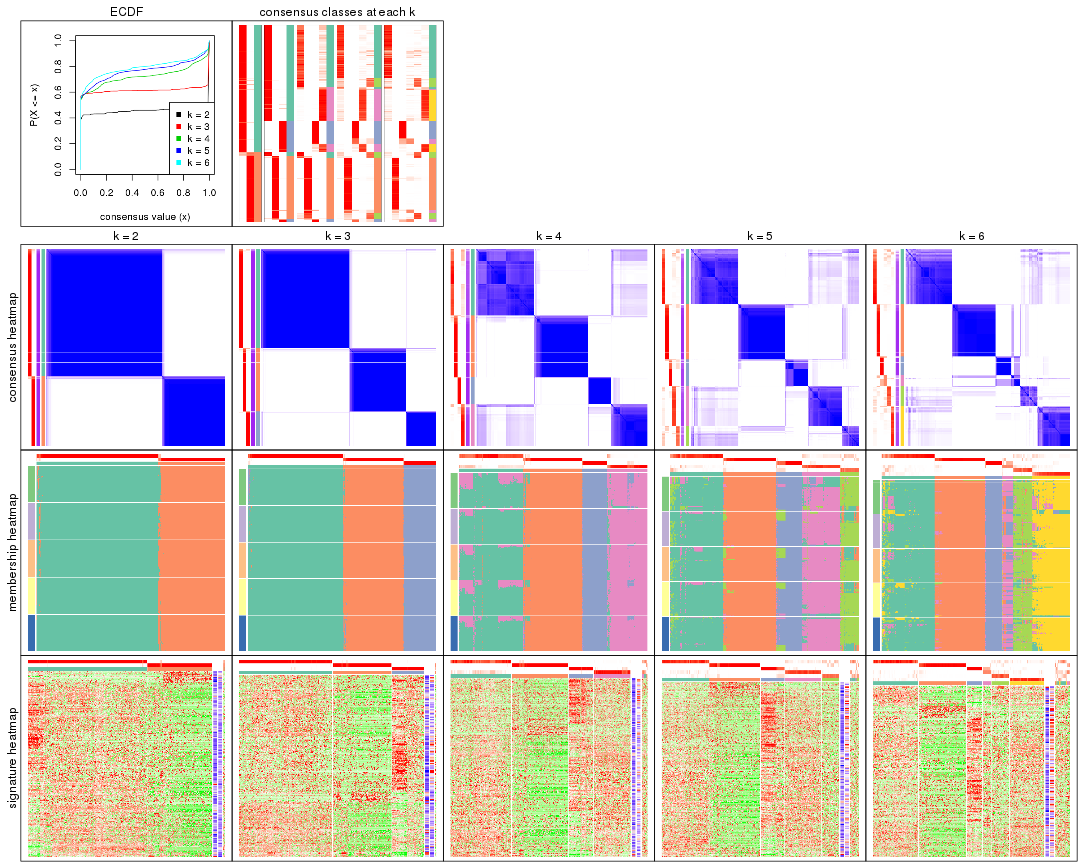 ECDF
consensus classes at each k
P(X <= x)
1.0
0.8
0.6
0.4
0.2
0.0
k = 2
k = 3
k = 4
k = 5
k = 6
0.0 0.2 0.4 0.6 0.8 1.0
consensus value (x)
k = 2
k = 3
k = 4
k = 5
k = 6
consensus heatmap
membership heatmap
signature heatmap